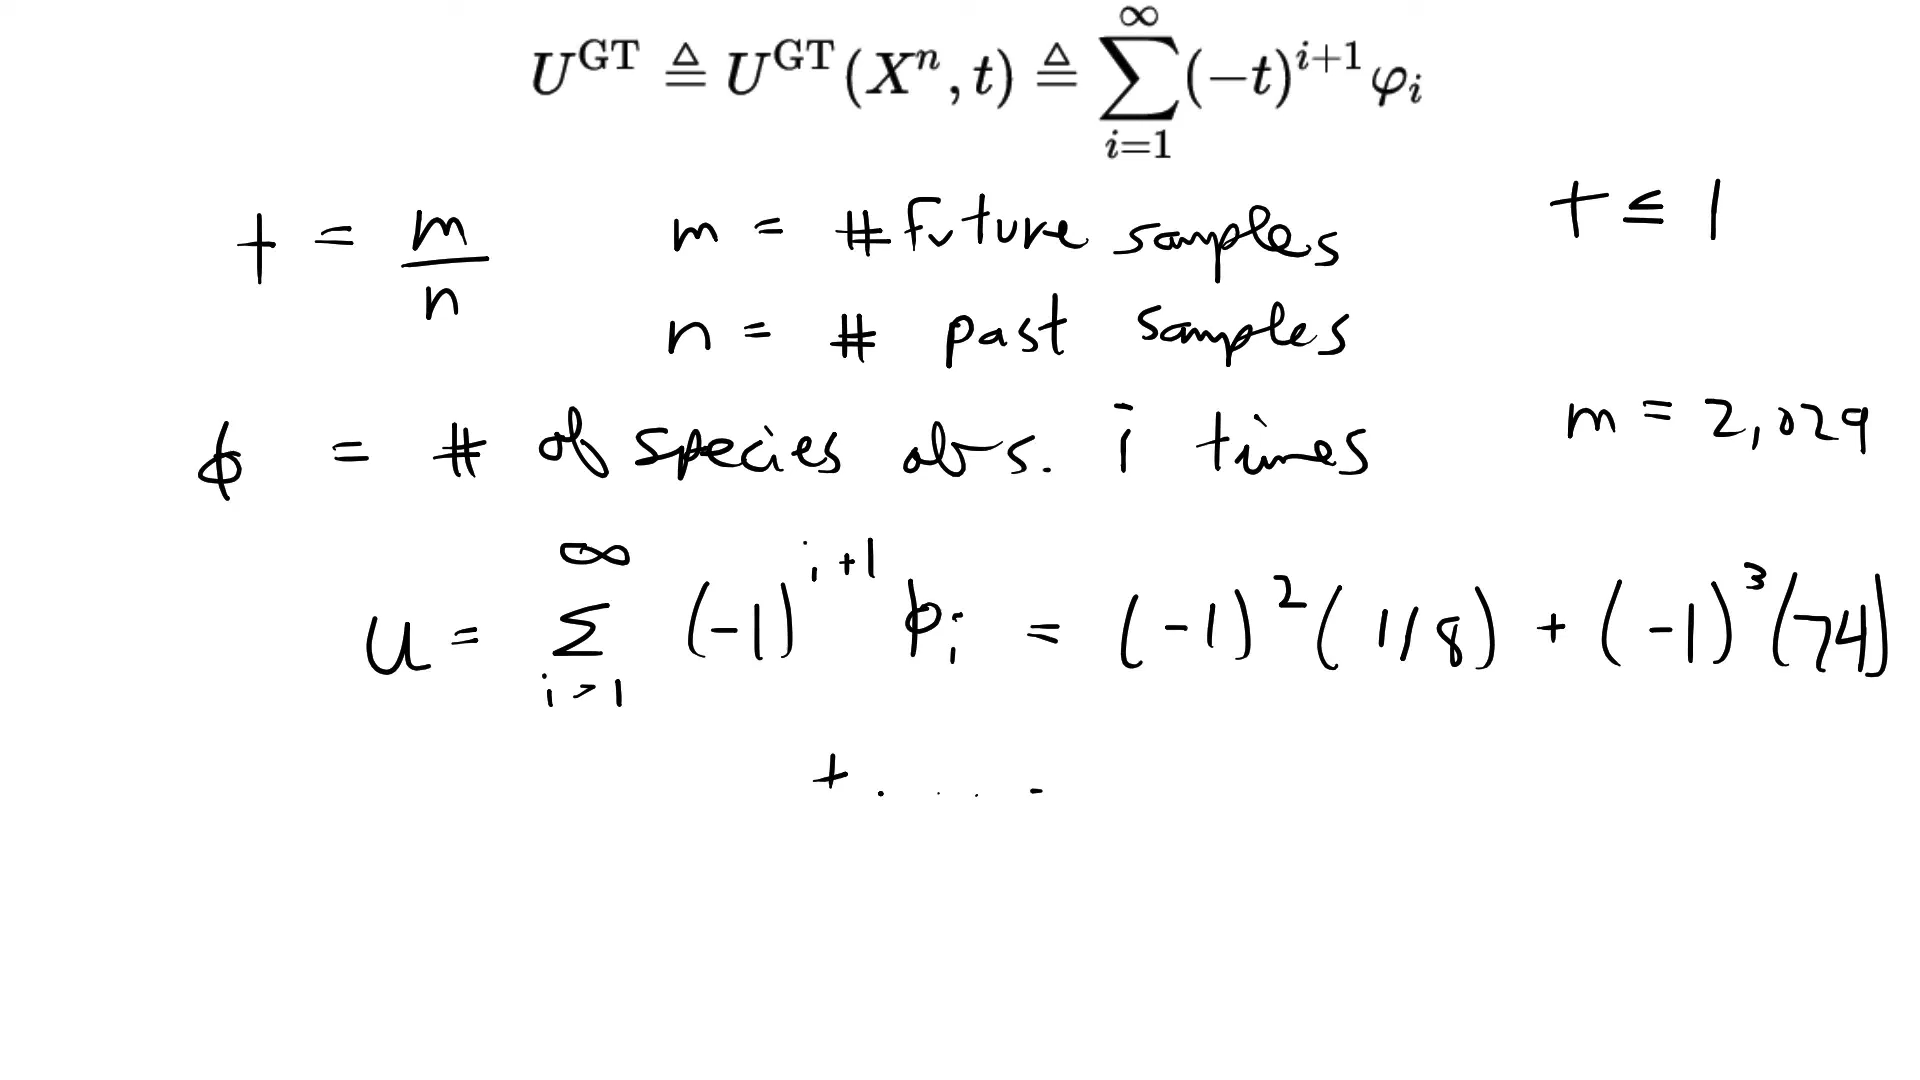 U^GT ≜ U^GT(X^n, t) ≜ ∑_{i=1}^{∞} (−t)^{i+1} φ_i
t = m/n m = # future samples t ≤ 1
n = # past samples
ϕ = # of species obs. i times m = 2,029
U = ∑_{i>1}^{∞} (-1)^{i+1} ϕ_i = (-1)^2 (118) + (-1)^3 (74)
+ . . . . -